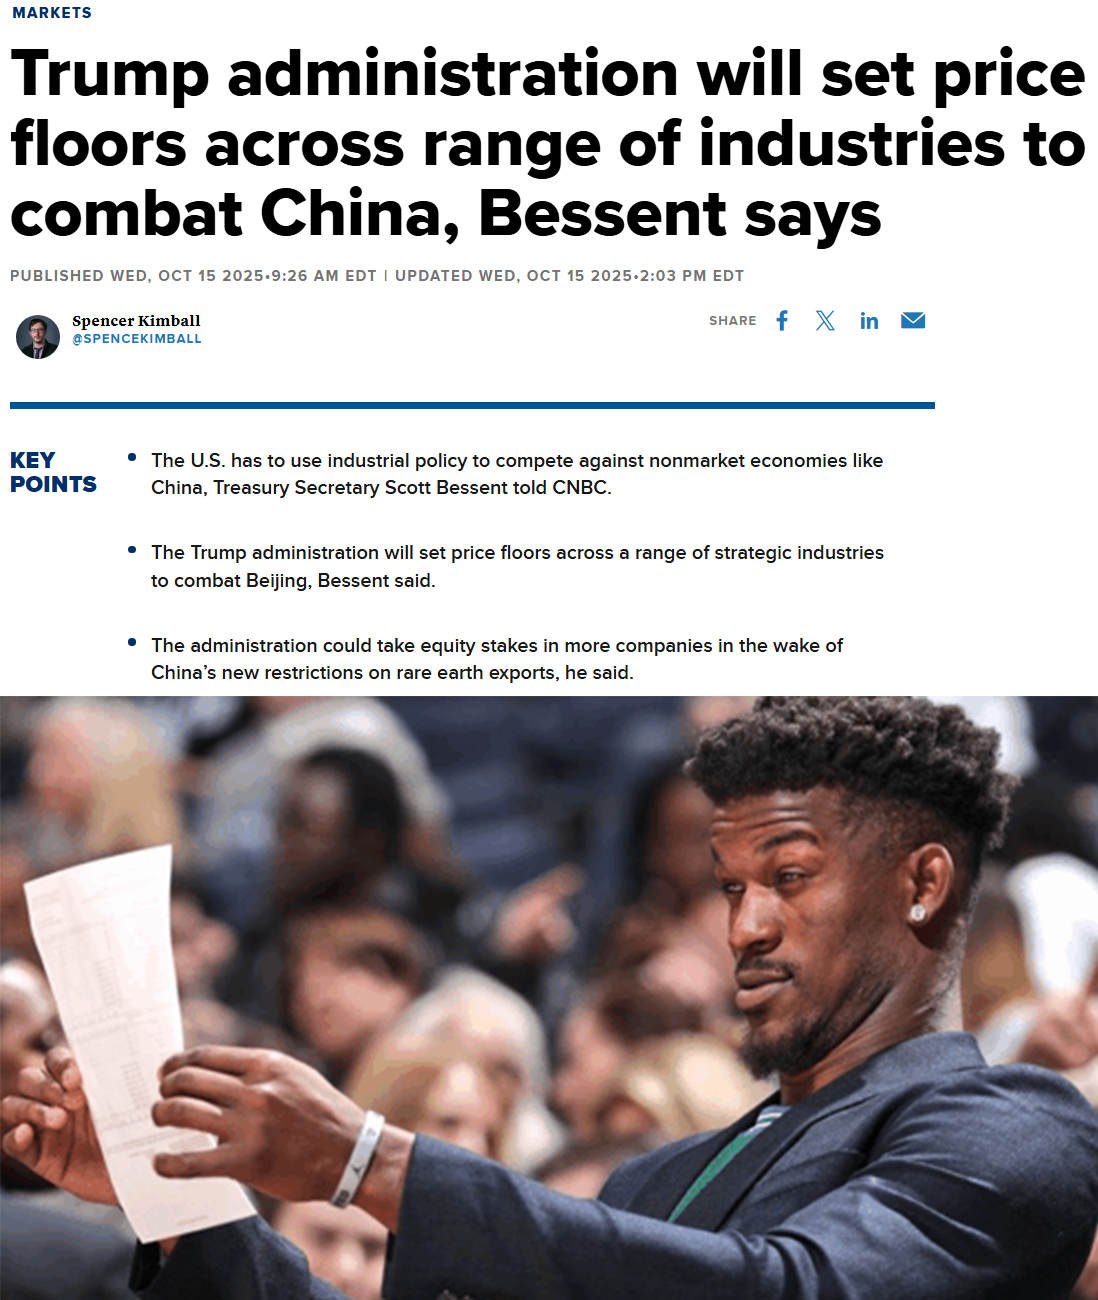 MARKETS
Trump administration will set price
floors across range of industries to
combat China, Bessent says
PUBLISHED WED, OCT 15 2025•9:26 AM EDT | UPDATED WED, OCT 15 2025•2:03 PM EDT
Spencer Kimball
@SPENCEKIMBALL
SHARE
KEY
POINTS
The U.S. has to use industrial policy to compete against nonmarket economies like
China, Treasury Secretary Scott Bessent told CNBC.
The Trump administration will set price floors across a range of strategic industries
to combat Beijing, Bessent said.
The administration could take equity stakes in more companies in the wake of
China’s new restrictions on rare earth exports, he said.